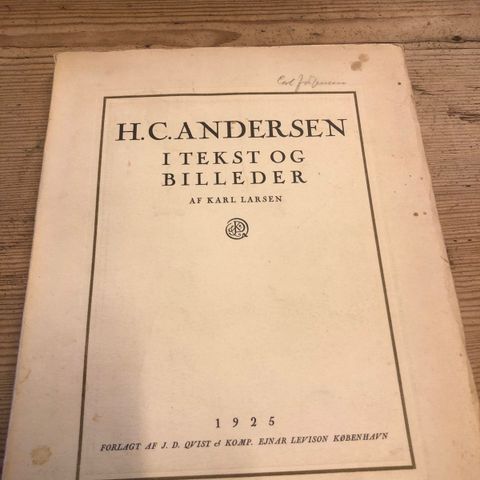 H.C.ANDERSEN
I TEKST OG
BILLEDER
AF KARL LARSEN
1925
FORLAGT AF J. D. QVIST & KOMP. EJNAR LEVISON KØBENHAVN